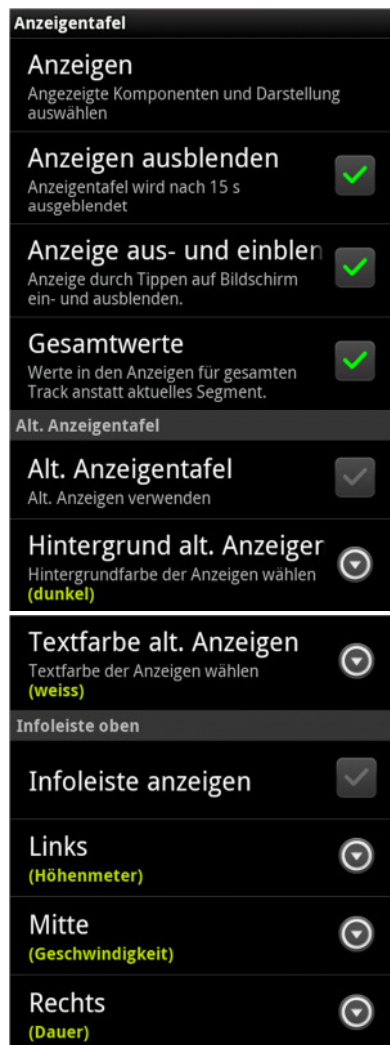 Anzeigentafel
Anzeigen
Angezeigte Komponenten und Darstellung
auswählen
Anzeigen ausblenden
Anzeigentafel wird nach 15 s
ausgeblendet
Anzeige aus- und einblen
Anzeige durch Tippen auf Bildschirm
ein- und ausblenden.
Gesamtwerte
Werte in den Anzeigen für gesamten
Track anstatt aktuelles Segment.
Alt. Anzeigentafel
Alt. Anzeigentafel
Alt. Anzeigen verwenden
Hintergrund alt. Anzeiger
Hintergrundfarbe der Anzeigen wählen
(dunkel)
Textfarbe alt. Anzeigen
Textfarbe der Anzeigen wählen
(weiss)
Infoleiste oben
Infoleiste anzeigen
Links
(Höhenmeter)
Mitte
(Geschwindigkeit)
Rechts
(Dauer)